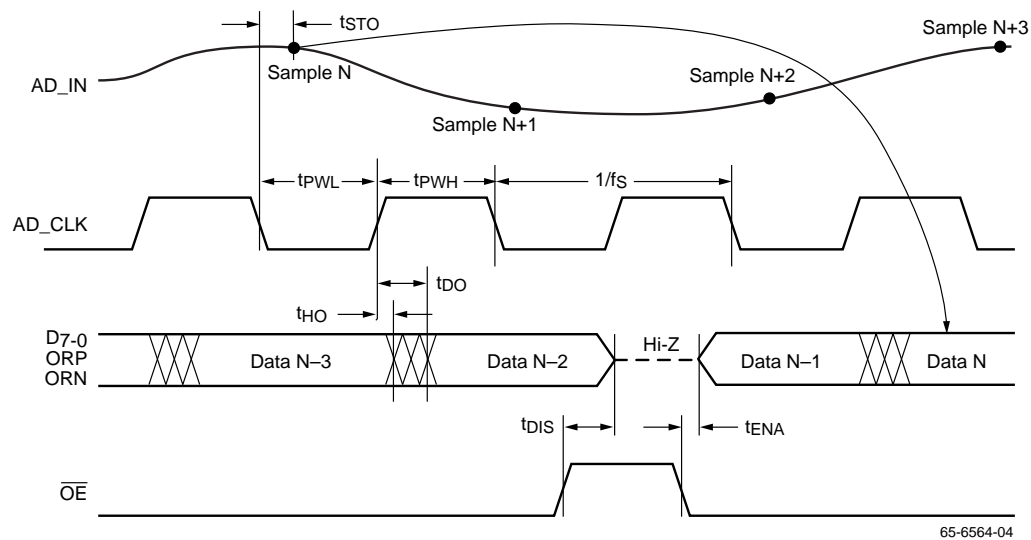 tSTO
Sample N+3
AD_IN
Sample N
Sample N+2
Sample N+1
tPWL
tPWH
1/fS
AD_CLK
tDO
tHO
D7-0
ORP
ORN
Data N–3
Data N–2
Hi-Z
Data N–1
Data N
tDIS
tENA
OE
65-6564-04